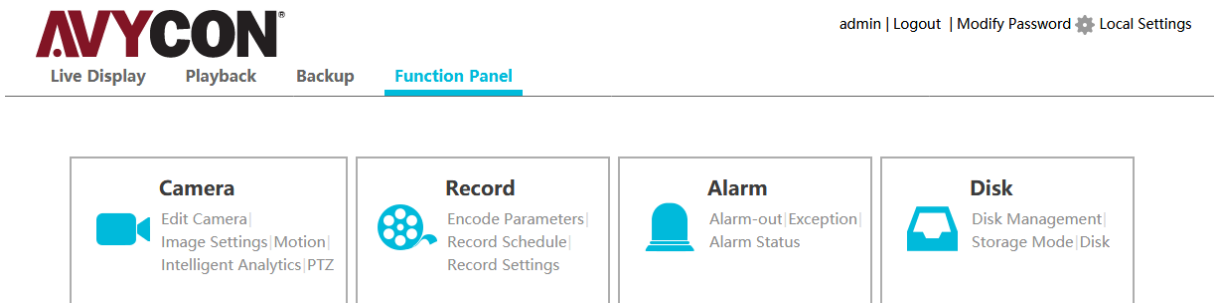 AVYCON®
admin | Logout | Modify Password Local Settings
Live Display Playback Backup Function Panel
Camera
Edit Camera|
Image Settings|Motion|
Intelligent Analytics|PTZ
Record
Encode Parameters|
Record Schedule|
Record Settings
Alarm
Alarm-out|Exception|
Alarm Status
Disk
Disk Management|
Storage Mode|Disk